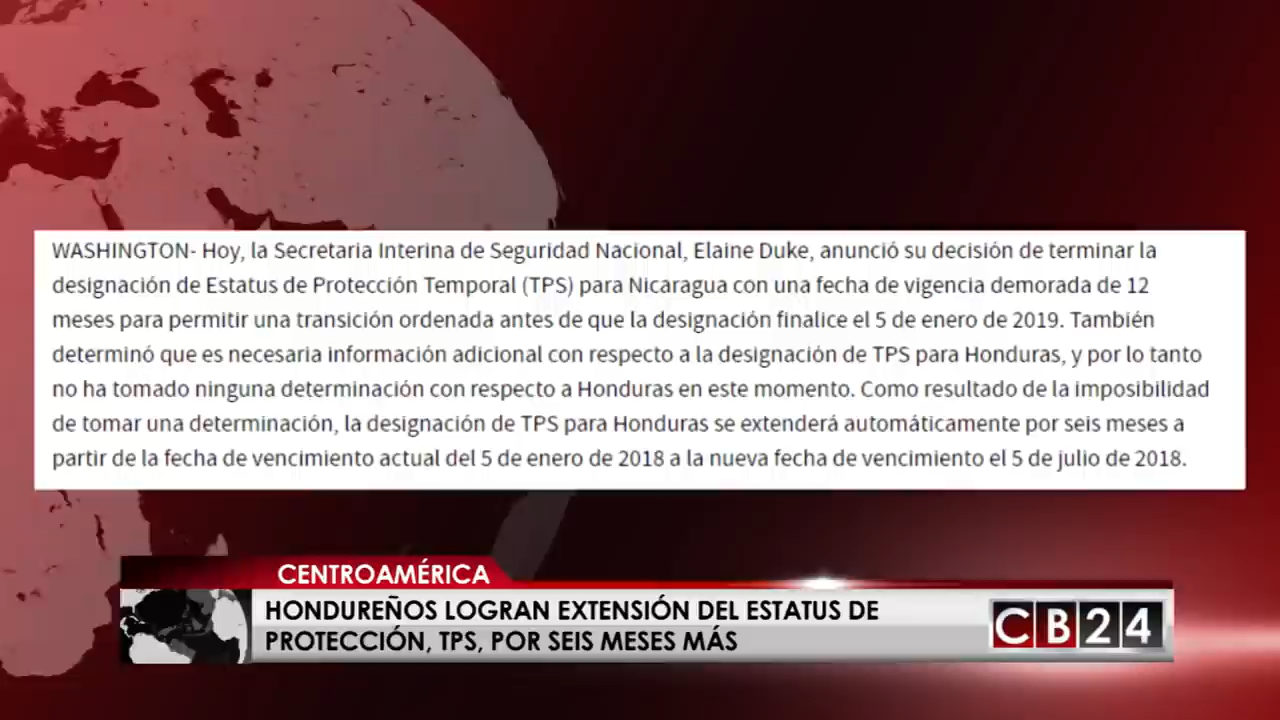 WASHINGTON- Hoy, la Secretaria Interina de Seguridad Nacional, Elaine Duke, anunció su decisión de terminar la
designación de Estatus de Protección Temporal (TPS) para Nicaragua con una fecha de vigencia demorada de 12
meses para permitir una transición ordenada antes de que la designación finalice el 5 de enero de 2019. También
determinó que es necesaria información adicional con respecto a la designación de TPS para Honduras, y por lo tanto
no ha tomado ninguna determinación con respecto a Honduras en este momento. Como resultado de la imposibilidad
de tomar una determinación, la designación de TPS para Honduras se extenderá automáticamente por seis meses a
partir de la fecha de vencimiento actual del 5 de enero de 2018 a la nueva fecha de vencimiento el 5 de julio de 2018.
CENTROAMÉRICA
HONDUREÑOS LOGRAN EXTENSIÓN DEL ESTATUS DE
PROTECCIÓN, TPS, POR SEIS MESES MÁS
CB24